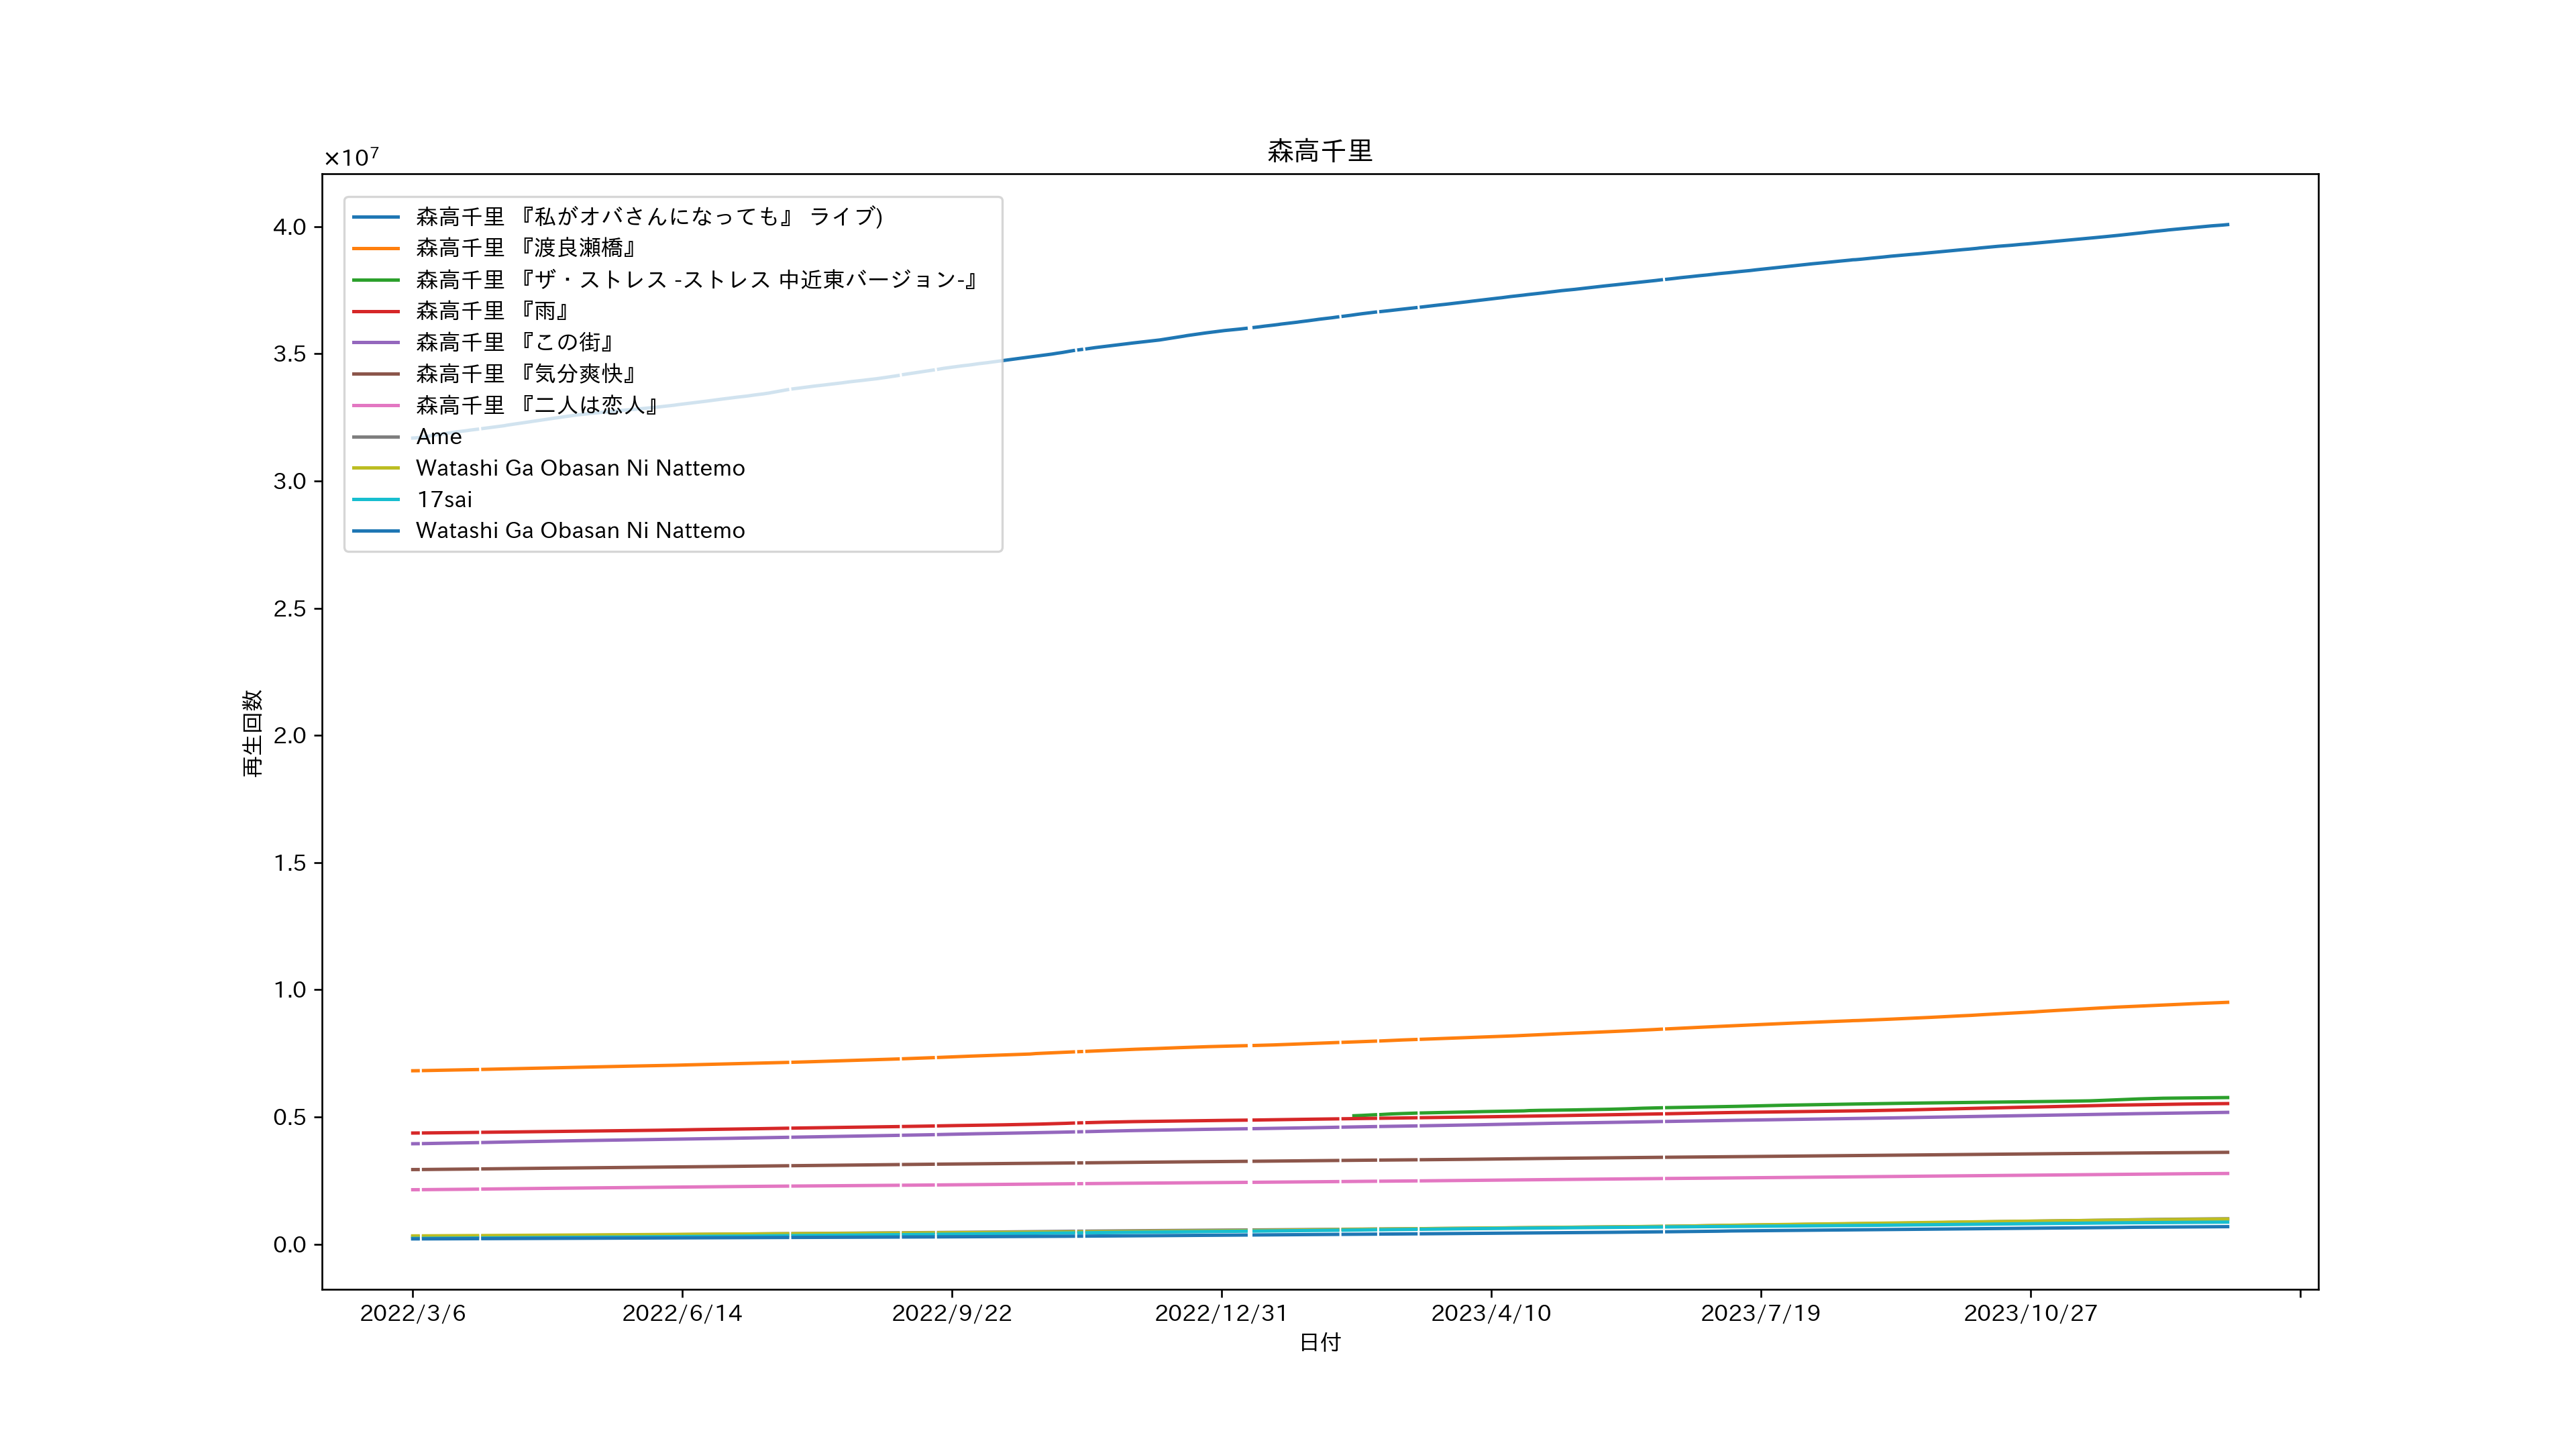 森高千里
×10⁷
4.0
3.5
3.0
2.5
2.0
1.5
1.0
0.5
0.0
再生回数
森高千里 『私がオバさんになっても』 ライブ)
森高千里 『渡良瀬橋』
森高千里 『ザ・ストレス -ストレス 中近東バージョン-』
森高千里 『雨』
森高千里 『この街』
森高千里 『気分爽快』
森高千里 『二人は恋人』
Ame
Watashi Ga Obasan Ni Nattemo
17sai
Watashi Ga Obasan Ni Nattemo
2022/3/6 2022/6/14 2022/9/22 2022/12/31 2023/4/10 2023/7/19 2023/10/27
日付